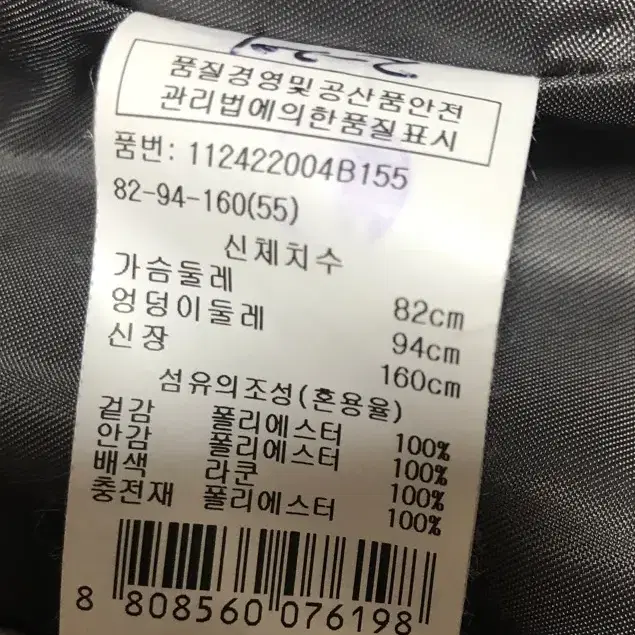 품질경영및공산품안전
관리법에의한품질표시
품번: 112422004B155
82-94-160(55)
신체치수
가슴둘레 82cm
엉덩이둘레 94cm
신장 160cm
섬유의조성(혼용율)
겉감 폴리에스터 100%
안감 폴리에스터 100%
배색 라쿤 100%
충전재 폴리에스터 100%
8 808560 076198